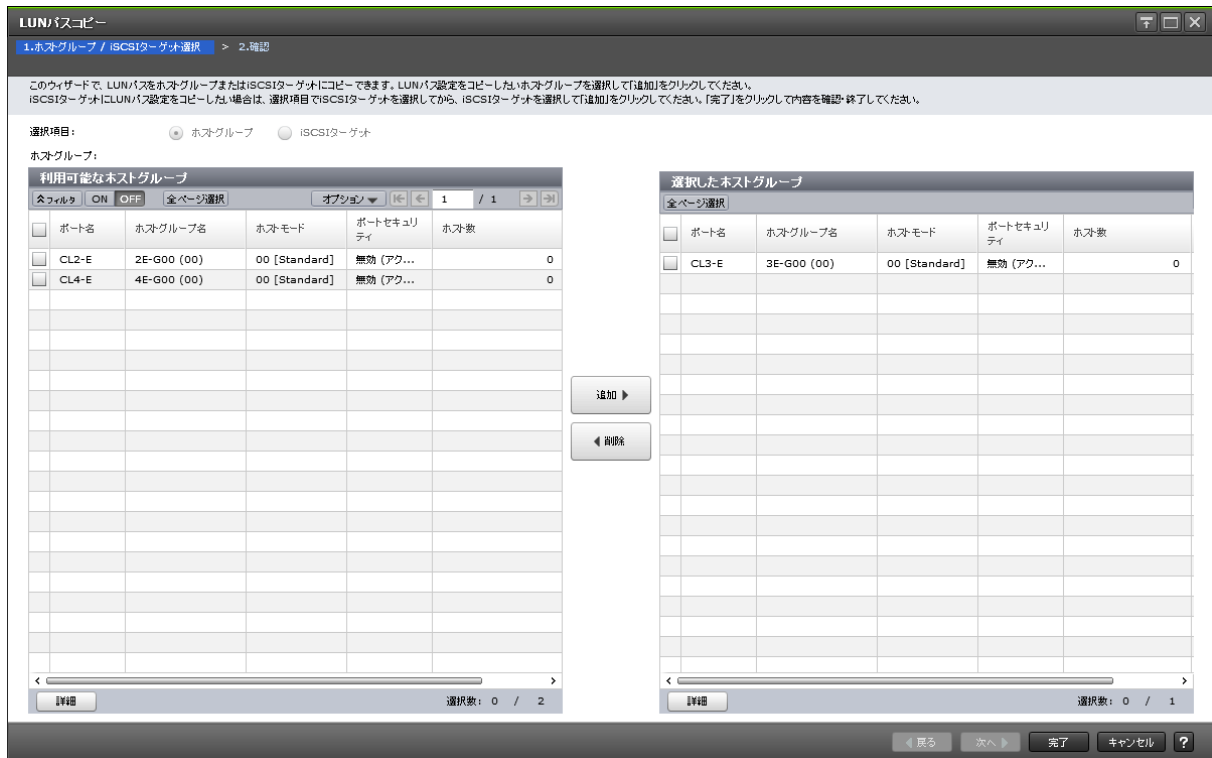 LUNパスコピー
1.ホストグループ / iSCSIターゲット選択 > 2.確認
このウィザードで、LUNパスをホストグループまたはiSCSIターゲットにコピーできます。LUNパス設定をコピーしたいホストグループを選択して「追加」をクリックしてください。
iSCSIターゲットにLUNパス設定をコピーしたい場合は、選択項目でiSCSIターゲットを選択してから、iSCSIターゲットを選択して「追加」をクリックしてください。「完了」をクリックして内容を確認・終了してください。
選択項目: ホストグループ iSCSIターゲット
ホストグループ:
利用可能なホストグループ
フィルタ ON OFF 全ページ選択 オプション 1 / 1
ポート名 ホストグループ名 ホストモード ポートセキュリティ ホスト数
CL2-E 2E-G00 (00) 00 [Standard] 無効 (アク... 0
CL4-E 4E-G00 (00) 00 [Standard] 無効 (アク... 0
詳細 選択数: 0 / 2
追加
削除
選択したホストグループ
全ページ選択
ポート名 ホストグループ名 ホストモード ポートセキュリティ ホスト数
CL3-E 3E-G00 (00) 00 [Standard] 無効 (アク... 0
詳細 選択数: 0 / 1
戻る 次へ 完了 キャンセル ?